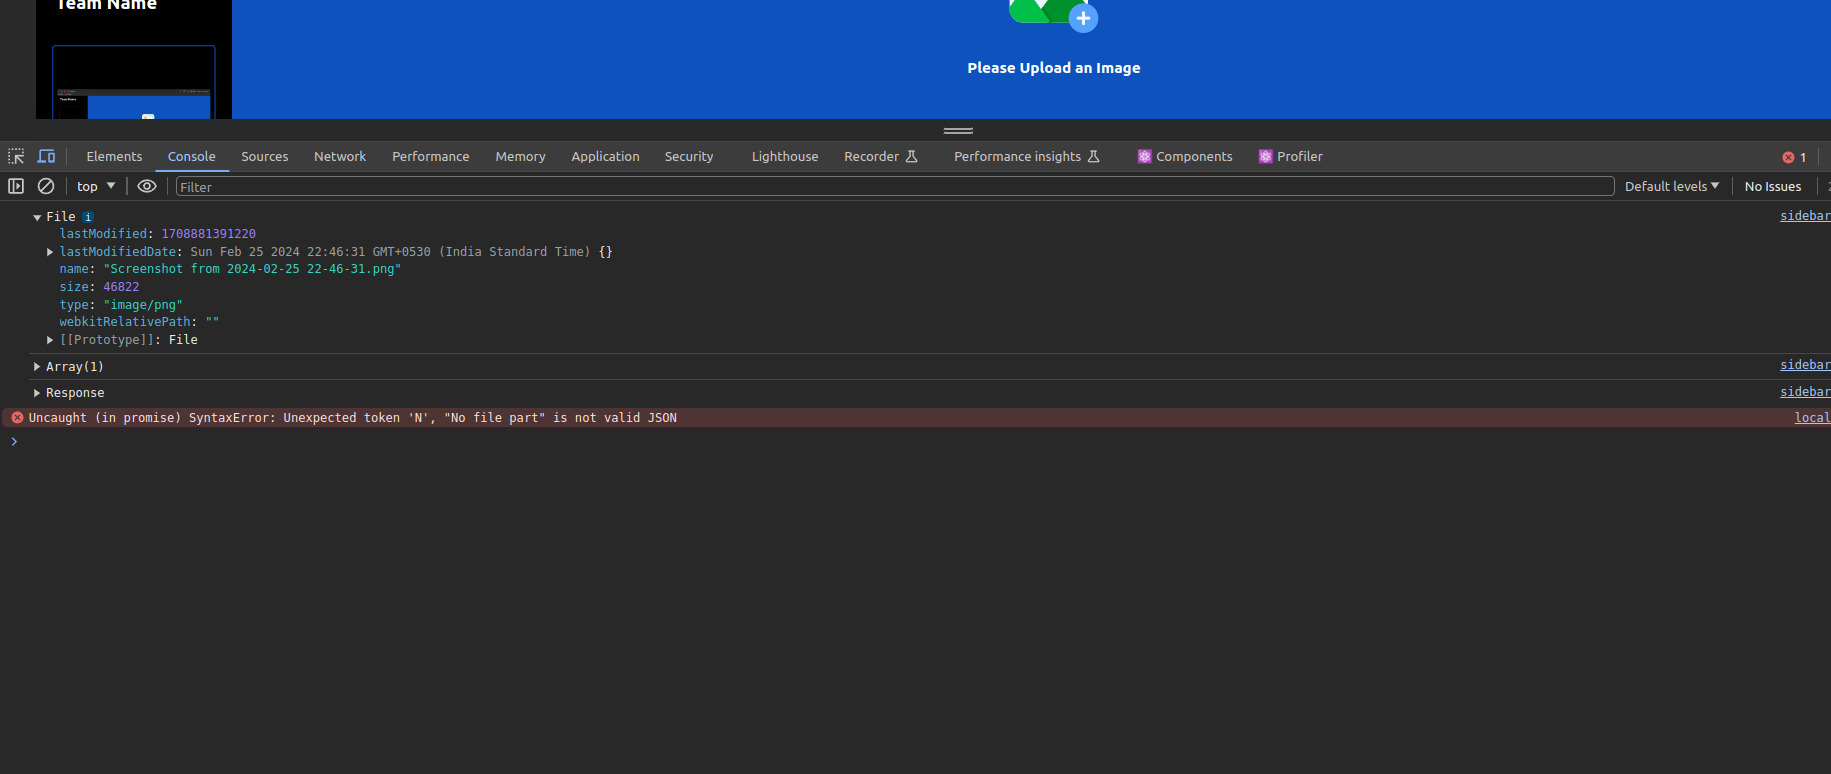 Team Name
Please Upload an Image
Elements Console Sources Network Performance Memory Application Security Lighthouse Recorder Performance insights Components Profiler 1
top Filter Default levels No Issues
File i sidebar
lastModified: 1708881391220
lastModifiedDate: Sun Feb 25 2024 22:46:31 GMT+0530 (India Standard Time) {}
name: "Screenshot from 2024-02-25 22-46-31.png"
size: 46822
type: "image/png"
webkitRelativePath: ""
[[Prototype]]: File
Array(1) sidebar
Response sidebar
Uncaught (in promise) SyntaxError: Unexpected token 'N', "No file part" is not valid JSON local